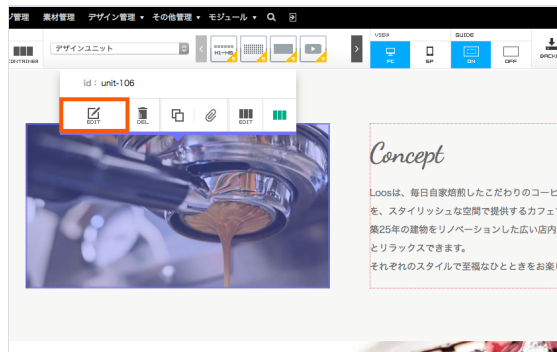 ジ管理 素材管理 デザイン管理 ▼ その他管理 ▼ モジュール ▼
VIEW GUIDE
デザインユニット
H1-H6
PC SP ON OFF
id： unit-106
EDIT DEL EDIT
Concept
Loosは、毎日自家焙煎したこだわりのコーヒ
を、スタイリッシュな空間で提供するカフェ
築25年の建物をリノベーションした広い店内
とリラックスできます。
それぞれのスタイルで至福なひとときをお楽